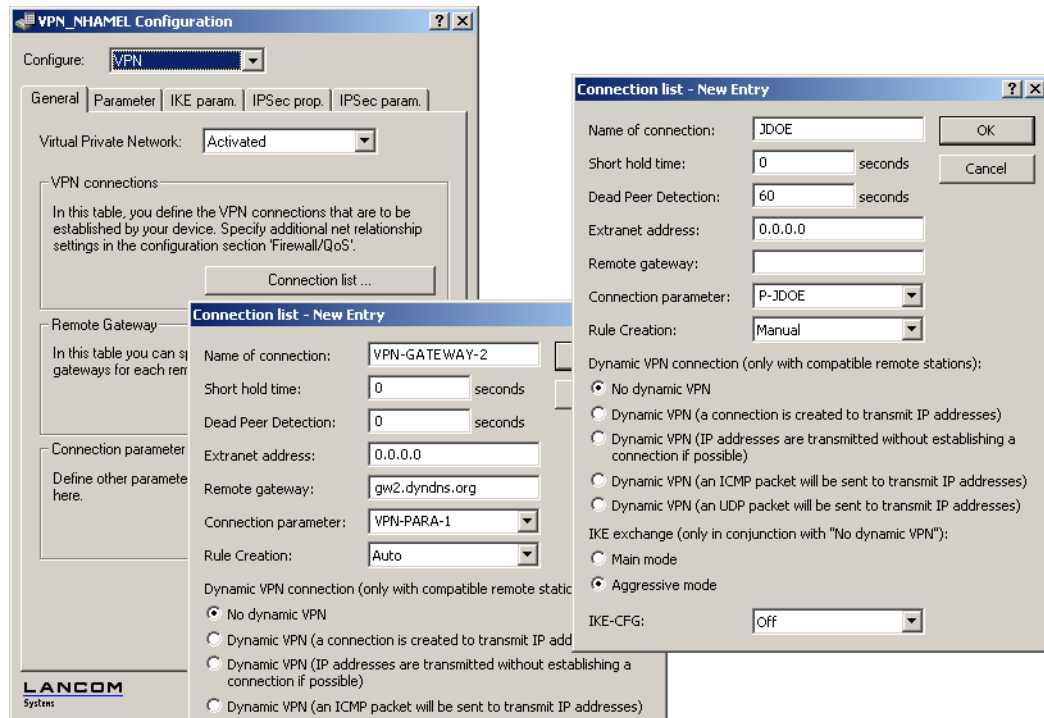 VPN_NHAMEL Configuration
Configure: VPN
General Parameter IKE param. IPSec prop. IPSec param.
Virtual Private Network: Activated
VPN connections
In this table, you define the VPN connections that are to be
established by your device. Specify additional net relationship
settings in the configuration section 'Firewall/QoS'.
Connection list ...
Remote Gateway
In this table you can
gateways for each
Connection parameter
Define other
here.
LANCOM
Systems
Connection list - New Entry
Name of connection: VPN-GATEWAY-2
Short hold time: 0 seconds
Dead Peer Detection: 0 seconds
Extranet address: 0.0.0.0
Remote gateway: gw2.dyndns.org
Connection parameter: VPN-PARA-1
Rule Creation: Auto
Dynamic VPN connection (only with compatible remote
No dynamic VPN
Dynamic VPN (a connection is created to transmit IP
Dynamic VPN (IP addresses are transmitted without establishing a
connection if possible)
Dynamic VPN (an ICMP packet will be sent to transmit IP addresses)
Connection list - New Entry
Name of connection: JDOE
OK
Short hold time: 0 seconds
Cancel
Dead Peer Detection: 60 seconds
Extranet address: 0.0.0.0
Remote gateway:
Connection parameter: P-JDOE
Rule Creation: Manual
Dynamic VPN connection (only with compatible remote stations):
No dynamic VPN
Dynamic VPN (a connection is created to transmit IP addresses)
Dynamic VPN (IP addresses are transmitted without establishing a
connection if possible)
Dynamic VPN (an ICMP packet will be sent to transmit IP addresses)
Dynamic VPN (an UDP packet will be sent to transmit IP addresses)
IKE exchange (only in conjunction with "No dynamic VPN"):
Main mode
Aggressive mode
IKE-CFG: Off